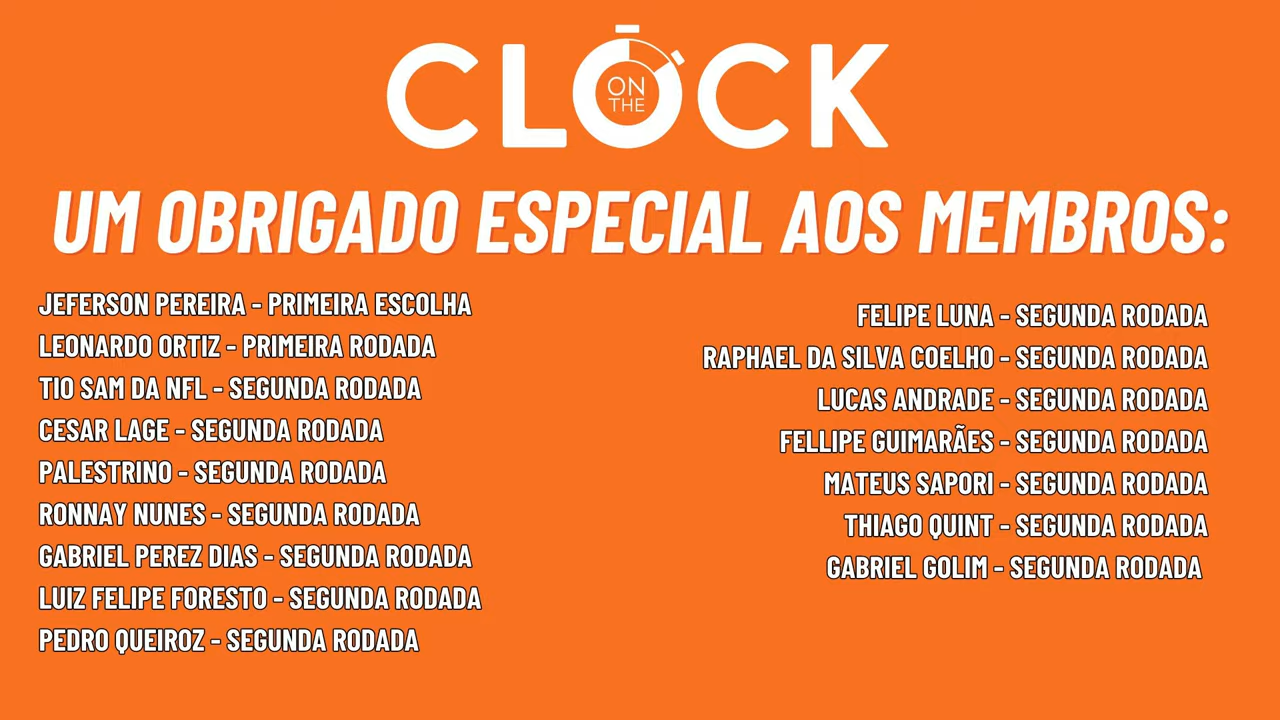 CLOCK
ON
THE
UM OBRIGADO ESPECIAL AOS MEMBROS:
JEFERSON PEREIRA - PRIMEIRA ESCOLHA
LEONARDO ORTIZ - PRIMEIRA RODADA
TIO SAM DA NFL - SEGUNDA RODADA
CESAR LAGE - SEGUNDA RODADA
PALESTRINO - SEGUNDA RODADA
RONNAY NUNES - SEGUNDA RODADA
GABRIEL PEREZ DIAS - SEGUNDA RODADA
LUIZ FELIPE FORESTO - SEGUNDA RODADA
PEDRO QUEIROZ - SEGUNDA RODADA
FELIPE LUNA - SEGUNDA RODADA
RAPHAEL DA SILVA COELHO - SEGUNDA RODADA
LUCAS ANDRADE - SEGUNDA RODADA
FELLIPE GUIMARÃES - SEGUNDA RODADA
MATEUS SAPORI - SEGUNDA RODADA
THIAGO QUINT - SEGUNDA RODADA
GABRIEL GOLIM - SEGUNDA RODADA